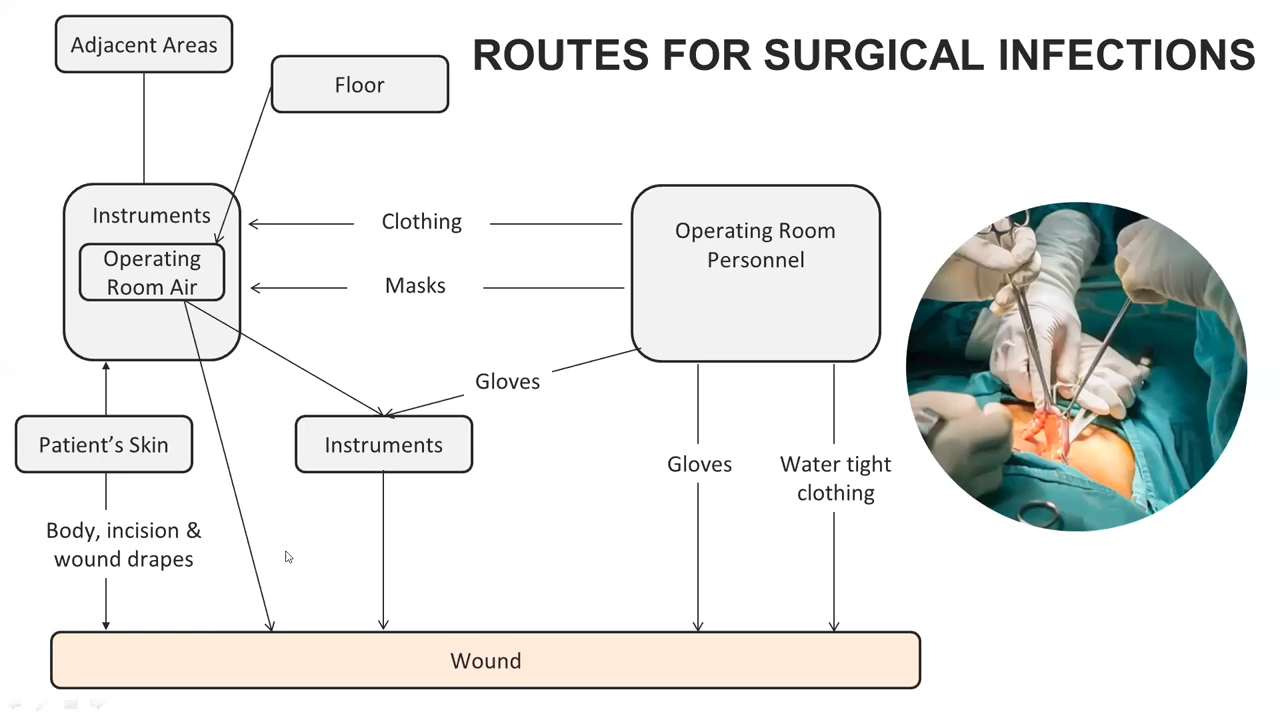 ROUTES FOR SURGICAL INFECTIONS
Adjacent Areas
Floor
Instruments
Operating
Room Air
Clothing
Masks
Operating Room
Personnel
Gloves
Patient’s Skin
Instruments
Gloves
Water tight
clothing
Body, incision &
wound drapes
Wound